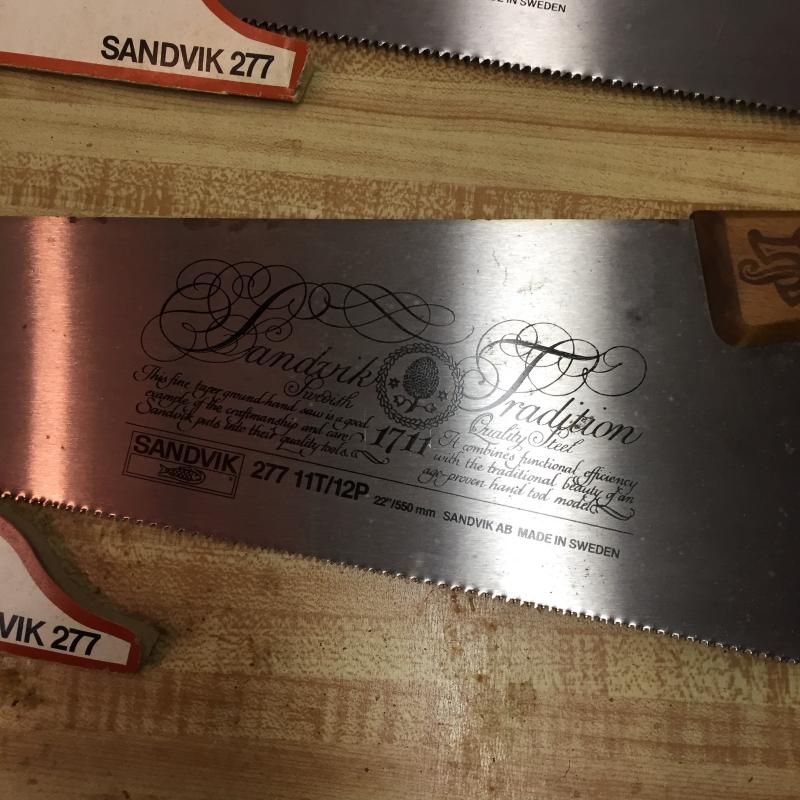 MADE IN SWEDEN
SANDVIK 277
Sandvik Tradition
Swedish
Quality Steel
This fine taper ground hand saw is a good
example of the craftmanship and care
Sandvik puts into their quality tools.
1711
It combines functional efficiency
with the traditional beauty of an
age-proven hand tool model.
SANDVIK
277 11T/12P 22"/550 mm SANDVIK AB MADE IN SWEDEN
VIK 277